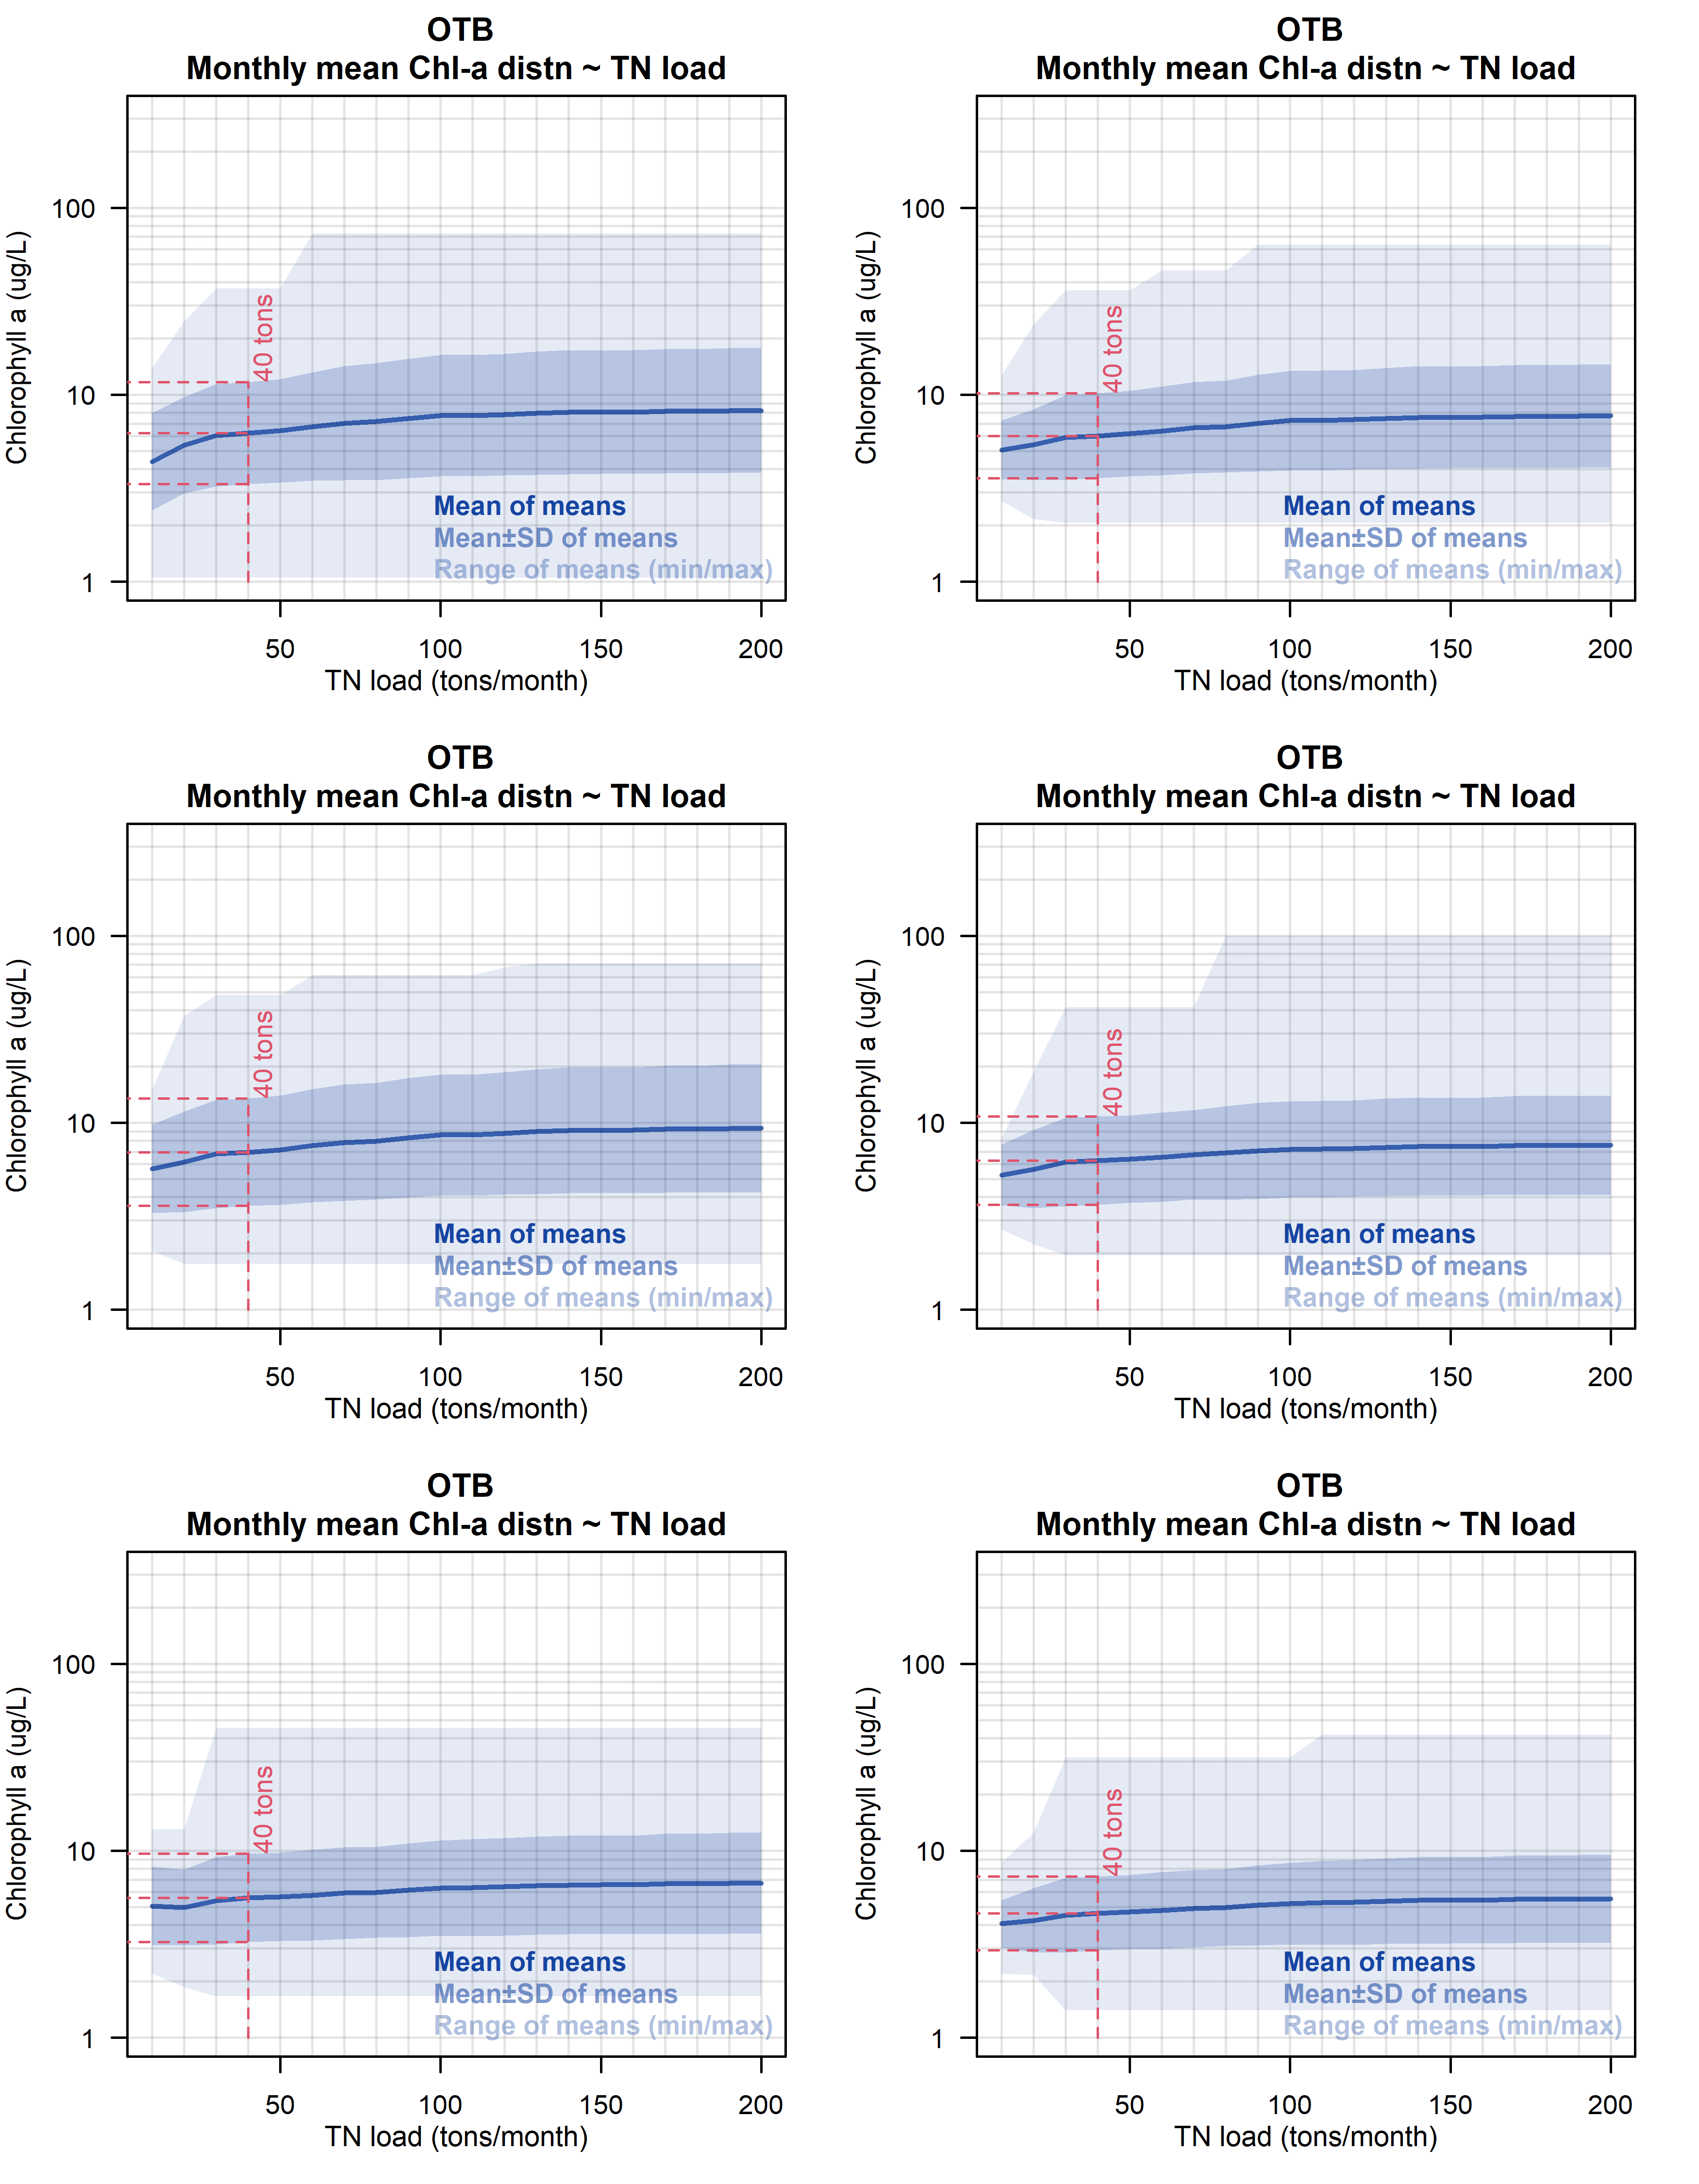 OTB
Monthly mean Chl-a distn ~ TN load
Chlorophyll a (ug/L)
100
10
1
40 tons
Mean of means
Mean±SD of means
Range of means (min/max)
50 100 150 200
TN load (tons/month)
OTB
Monthly mean Chl-a distn ~ TN load
Chlorophyll a (ug/L)
100
10
1
40 tons
Mean of means
Mean±SD of means
Range of means (min/max)
50 100 150 200
TN load (tons/month)
OTB
Monthly mean Chl-a distn ~ TN load
Chlorophyll a (ug/L)
100
10
1
40 tons
Mean of means
Mean±SD of means
Range of means (min/max)
50 100 150 200
TN load (tons/month)
OTB
Monthly mean Chl-a distn ~ TN load
Chlorophyll a (ug/L)
100
10
1
40 tons
Mean of means
Mean±SD of means
Range of means (min/max)
50 100 150 200
TN load (tons/month)
OTB
Monthly mean Chl-a distn ~ TN load
Chlorophyll a (ug/L)
100
10
1
40 tons
Mean of means
Mean±SD of means
Range of means (min/max)
50 100 150 200
TN load (tons/month)
OTB
Monthly mean Chl-a distn ~ TN load
Chlorophyll a (ug/L)
100
10
1
40 tons
Mean of means
Mean±SD of means
Range of means (min/max)
50 100 150 200
TN load (tons/month)